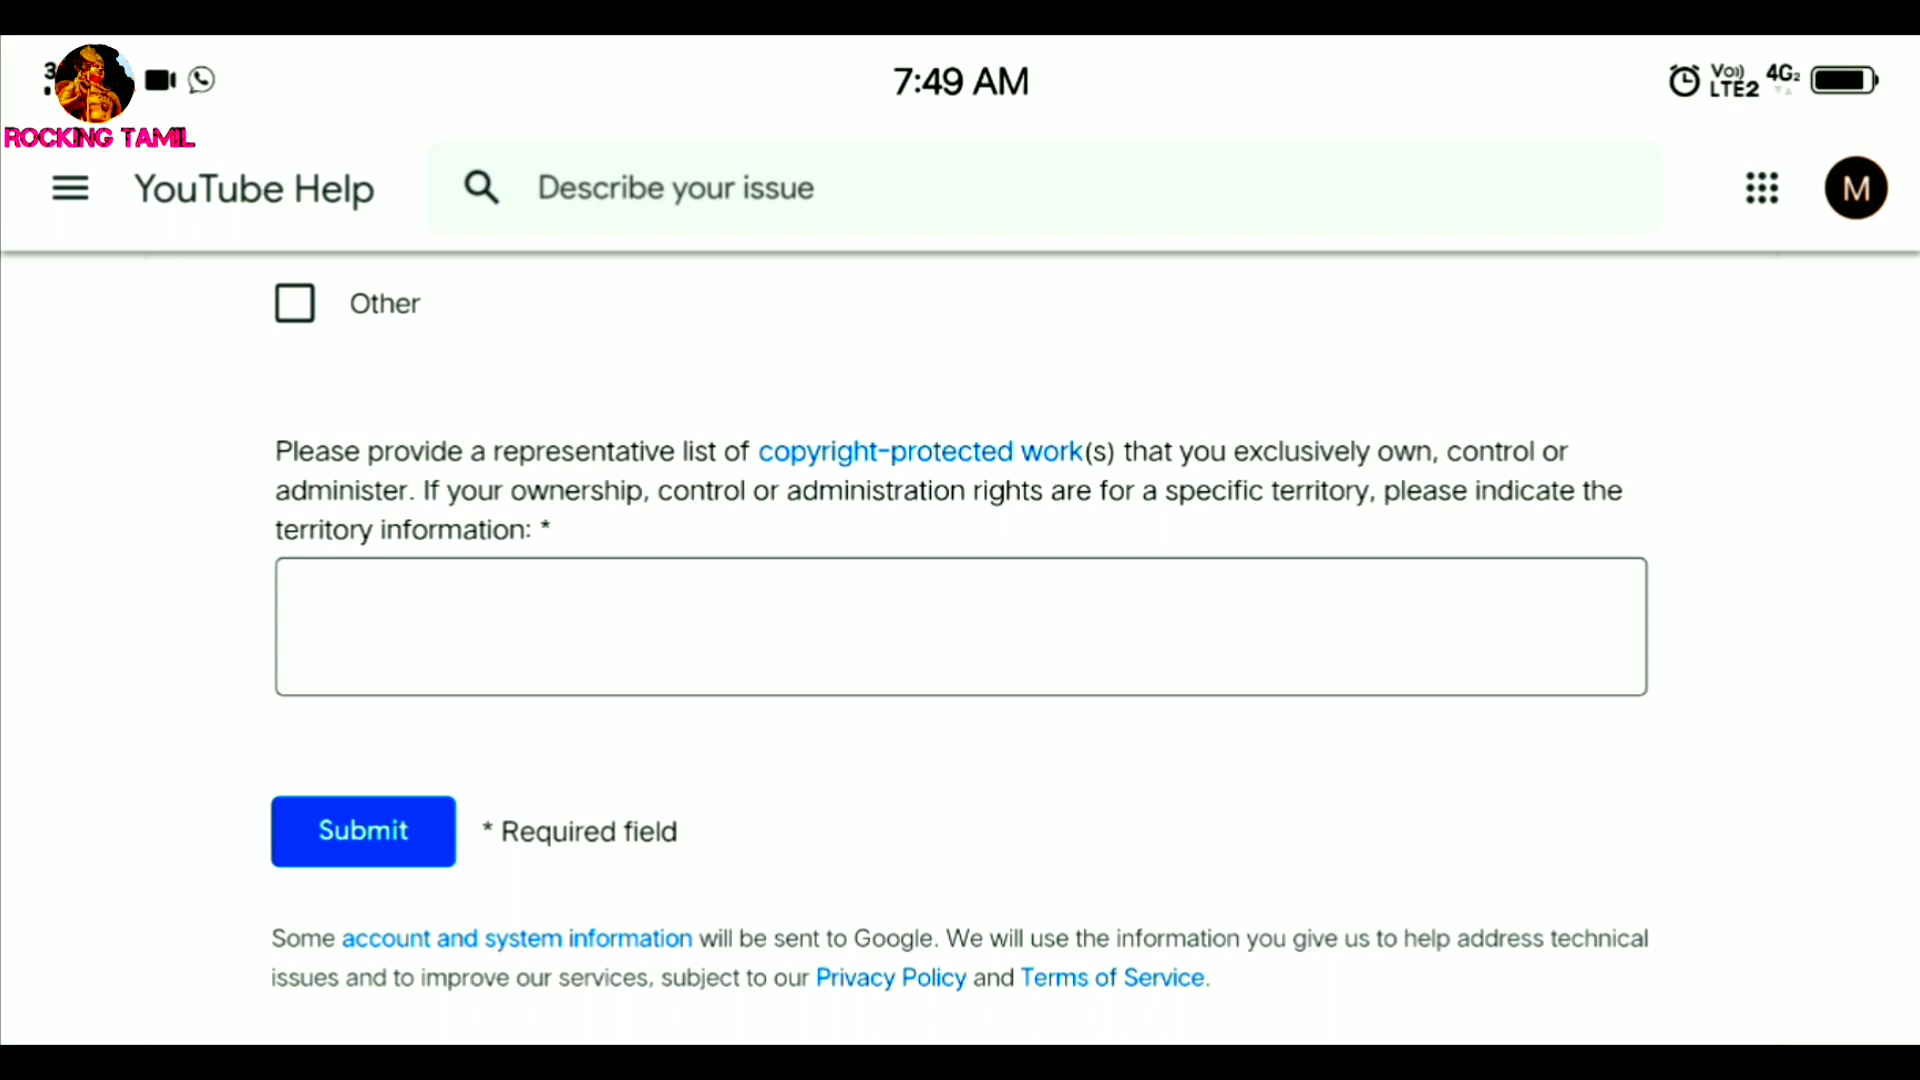 3
7:49 AM
Vo))
LTE2
4G2
ROCKING TAMIL
YouTube Help
Describe your issue
M
Other
Please provide a representative list of copyright-protected work(s) that you exclusively own, control or
administer. If your ownership, control or administration rights are for a specific territory, please indicate the
territory information: *
Submit
* Required field
Some account and system information will be sent to Google. We will use the information you give us to help address technical
issues and to improve our services, subject to our Privacy Policy and Terms of Service.